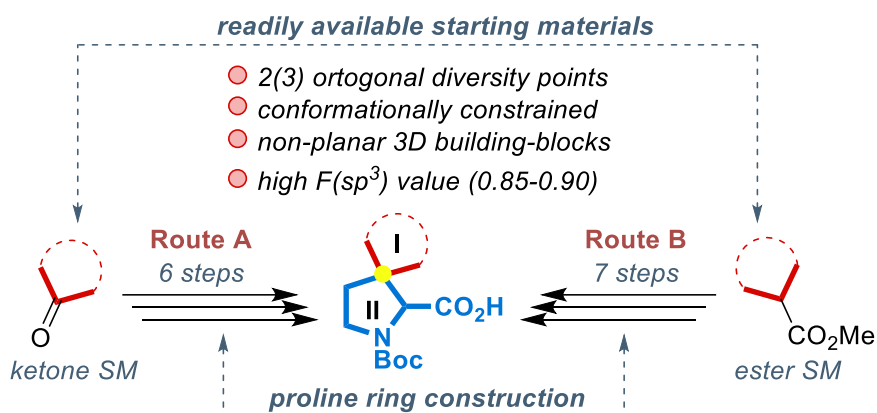 readily available starting materials
2(3) ortogonal diversity points
conformationally constrained
non-planar 3D building-blocks
high F(sp³) value (0.85-0.90)
Route A
6 steps
I
II
CO₂H
N
Boc
Route B
7 steps
O
ketone SM
CO₂Me
ester SM
proline ring construction